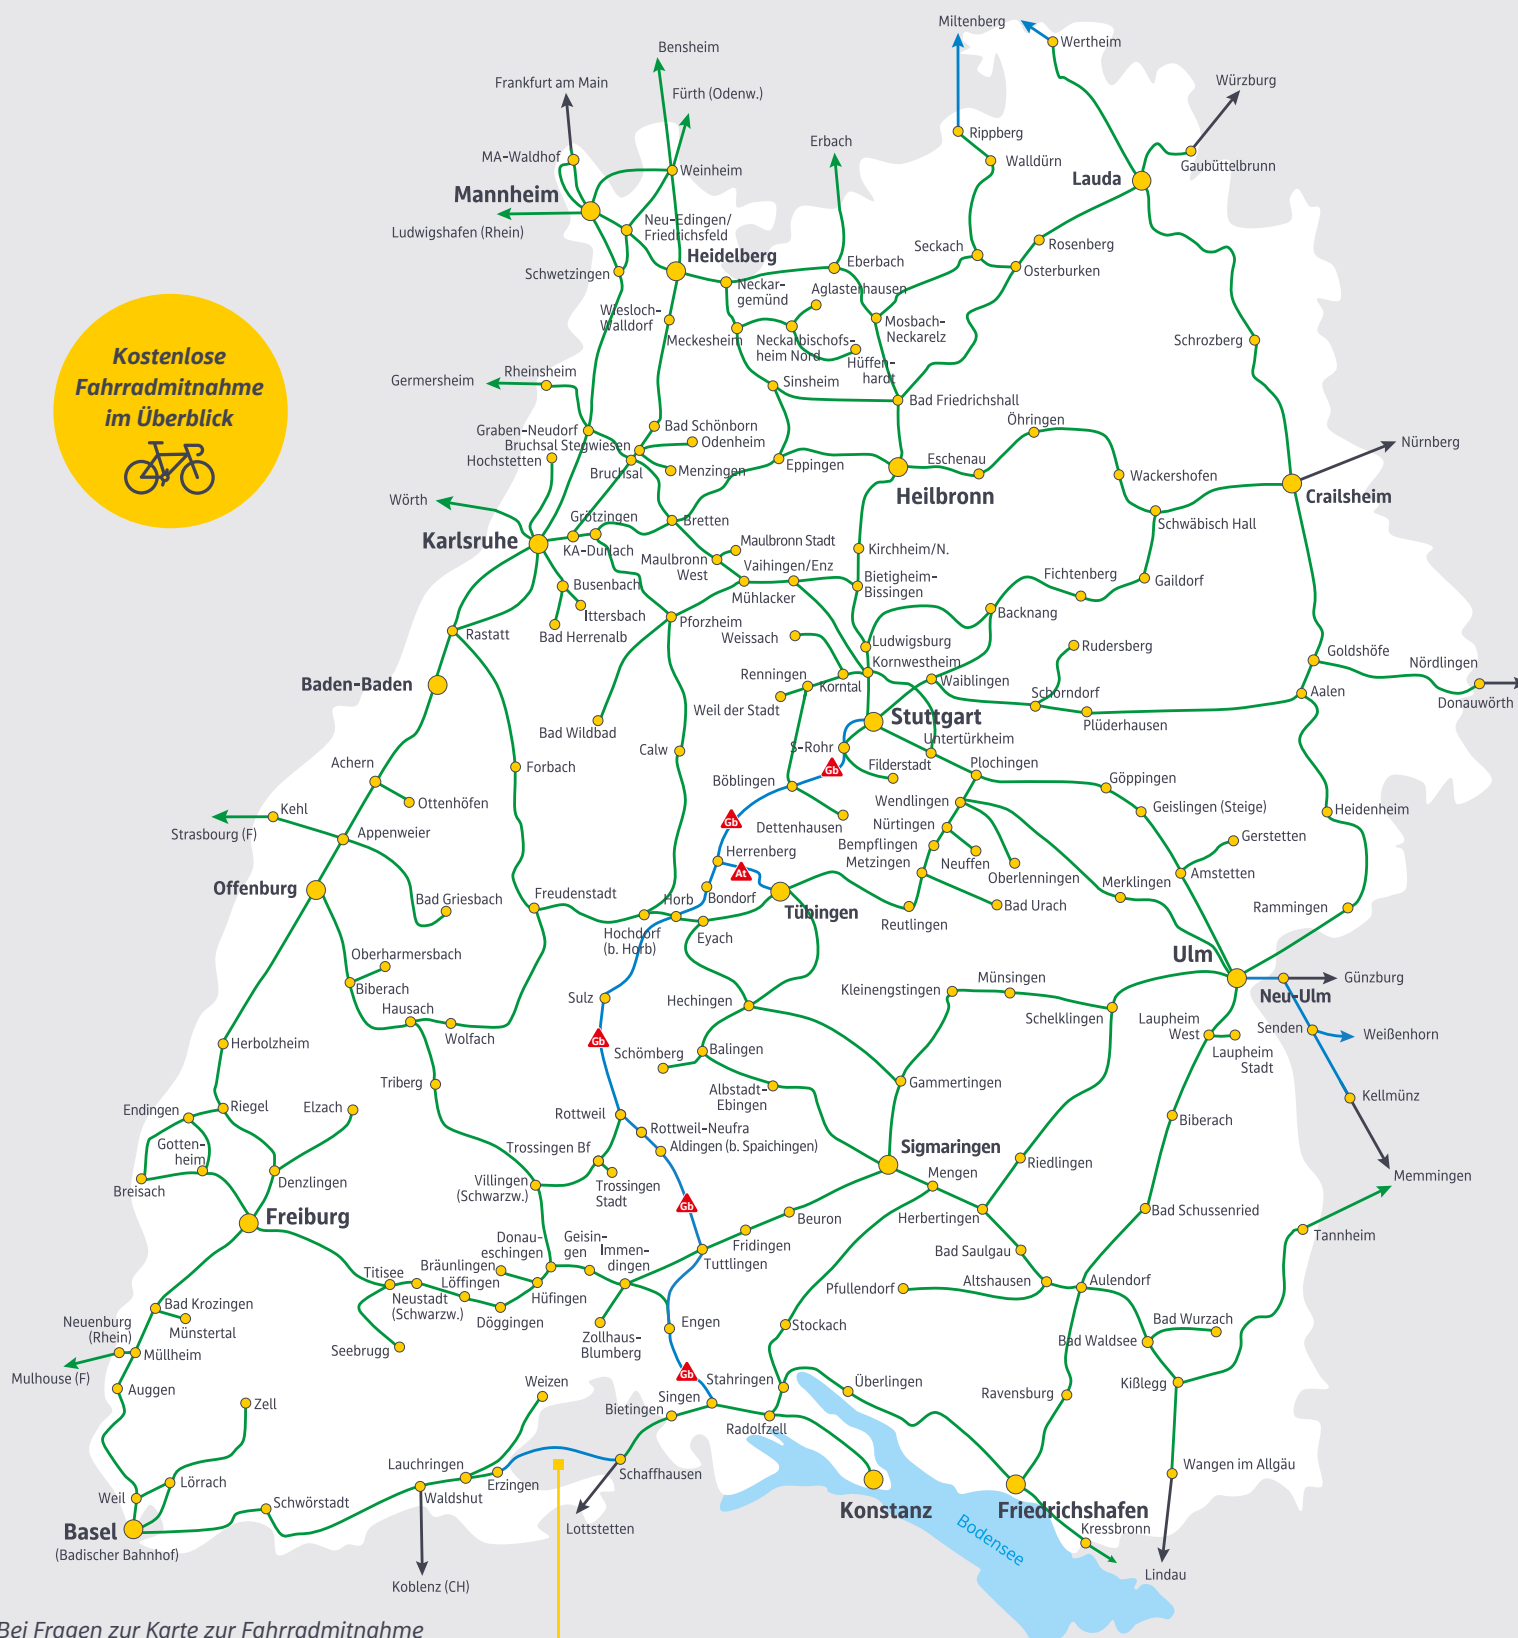 Miltenberg
Wertheim
Bensheim
Frankfurt am Main
Würzburg
Fürth (Odenw.)
Rippberg
Erbach
MA-Waldhof
Walldürn
Gaubüttelbrunn
Weinheim
Lauda
Mannheim
Neu-Edingen/
Friedrichsfeld
Ludwigshafen (Rhein)
Seckach
Rosenberg
Heidelberg
Eberbach
Osterburken
Schwetzingen
Neckar-
gemünd
Aglasterhausen
Wiesloch-
Walldorf
Mosbach-
Neckarelz
Meckesheim
Neckarbischofs-
heim Nord
Schrozberg
Hüffen-
hardt
Kostenlose
Fahrradmitnahme
im Überblick
Rheinsheim
Germersheim
Sinsheim
Bad Friedrichshall
Öhringen
Graben-Neudorf
Bad Schönborn
Bruchsal Stegwiesen
Odenheim
Nürnberg
Hochstetten
Bruchsal
Menzingen
Eppingen
Eschenau
Wackershofen
Heilbronn
Crailsheim
Wörth
Grötzingen
Bretten
Schwäbisch Hall
Karlsruhe
KA-Durlach
Maulbronn Stadt
Kirchheim/N.
Maulbronn
West
Vaihingen/Enz
Bietigheim-
Bissingen
Fichtenberg
Gaildorf
Busenbach
Mühlacker
Ittersbach
Backnang
Bad Herrenalb
Pforzheim
Rastatt
Weissach
Ludwigsburg
Rudersberg
Goldshöfe
Kornwestheim
Nördlingen
Renningen
Korntal
Waiblingen
Baden-Baden
Schorndorf
Aalen
Weil der Stadt
Donauwörth
Stuttgart
Plüderhausen
Bad Wildbad
Calw
S-Rohr
Untertürkheim
Achern
Forbach
Gb
Filderstadt
Plochingen
Böblingen
Göppingen
Ottenhöfen
Wendlingen
Geislingen (Steige)
Heidenheim
Kehl
Strasbourg (F)
Appenweier
Gb
Dettenhausen
Nürtingen
Gerstetten
Herrenberg
Bempflingen
Metzingen
Neuffen
At
Oberlenningen
Amstetten
Offenburg
Bondorf
Merklingen
Bad Griesbach
Freudenstadt
Horb
Tübingen
Bad Urach
Rammingen
Hochdorf
(b. Horb)
Eyach
Reutlingen
Oberharmersbach
Ulm
Biberach
Münsingen
Günzburg
Kleinengstingen
Sulz
Hechingen
Neu-Ulm
Hausach
Schelklingen
Laupheim
West
Senden
Weißenhorn
Herbolzheim
Wolfach
Gb
Balingen
Schömberg
Laupheim
Stadt
Triberg
Albstadt-
Ebingen
Gammertingen
Kellmünz
Endingen
Riegel
Elzach
Rottweil
Biberach
Rottweil-Neufra
Gotten-
heim
Trossingen Bf
Aldingen (b. Spaichingen)
Sigmaringen
Riedlingen
Breisach
Denzlingen
Villingen
(Schwarzw.)
Trossingen
Stadt
Mengen
Memmingen
Gb
Freiburg
Beuron
Herbertingen
Bad Schussenried
Donau-
eschingen
Geisin-
gen
Immen-
dingen
Fridingen
Tannheim
Bad Saulgau
Titisee
Bräunlingen
Tuttlingen
Löffingen
Pfullendorf
Altshausen
Aulendorf
Neustadt
(Schwarzw.)
Hüfingen
Bad Krozingen
Döggingen
Engen
Stockach
Bad Wurzach
Neuenburg
(Rhein)
Münstertal
Zollhaus-
Blumberg
Bad Waldsee
Müllheim
Seebrugg
Mulhouse (F)
Gb
Stahringen
Überlingen
Kißlegg
Auggen
Weizen
Singen
Ravensburg
Zell
Bietingen
Radolfzell
Lauchringen
Wangen im Allgäu
Lörrach
Erzingen
Schaffhausen
Weil
Waldshut
Schwörstadt
Konstanz
Friedrichshafen
Basel
(Badischer Bahnhof)
Lottstetten
Bodensee
Kressbronn
Koblenz (CH)
Lindau
Bei Fragen zur Karte zur Fahrradmitnahme